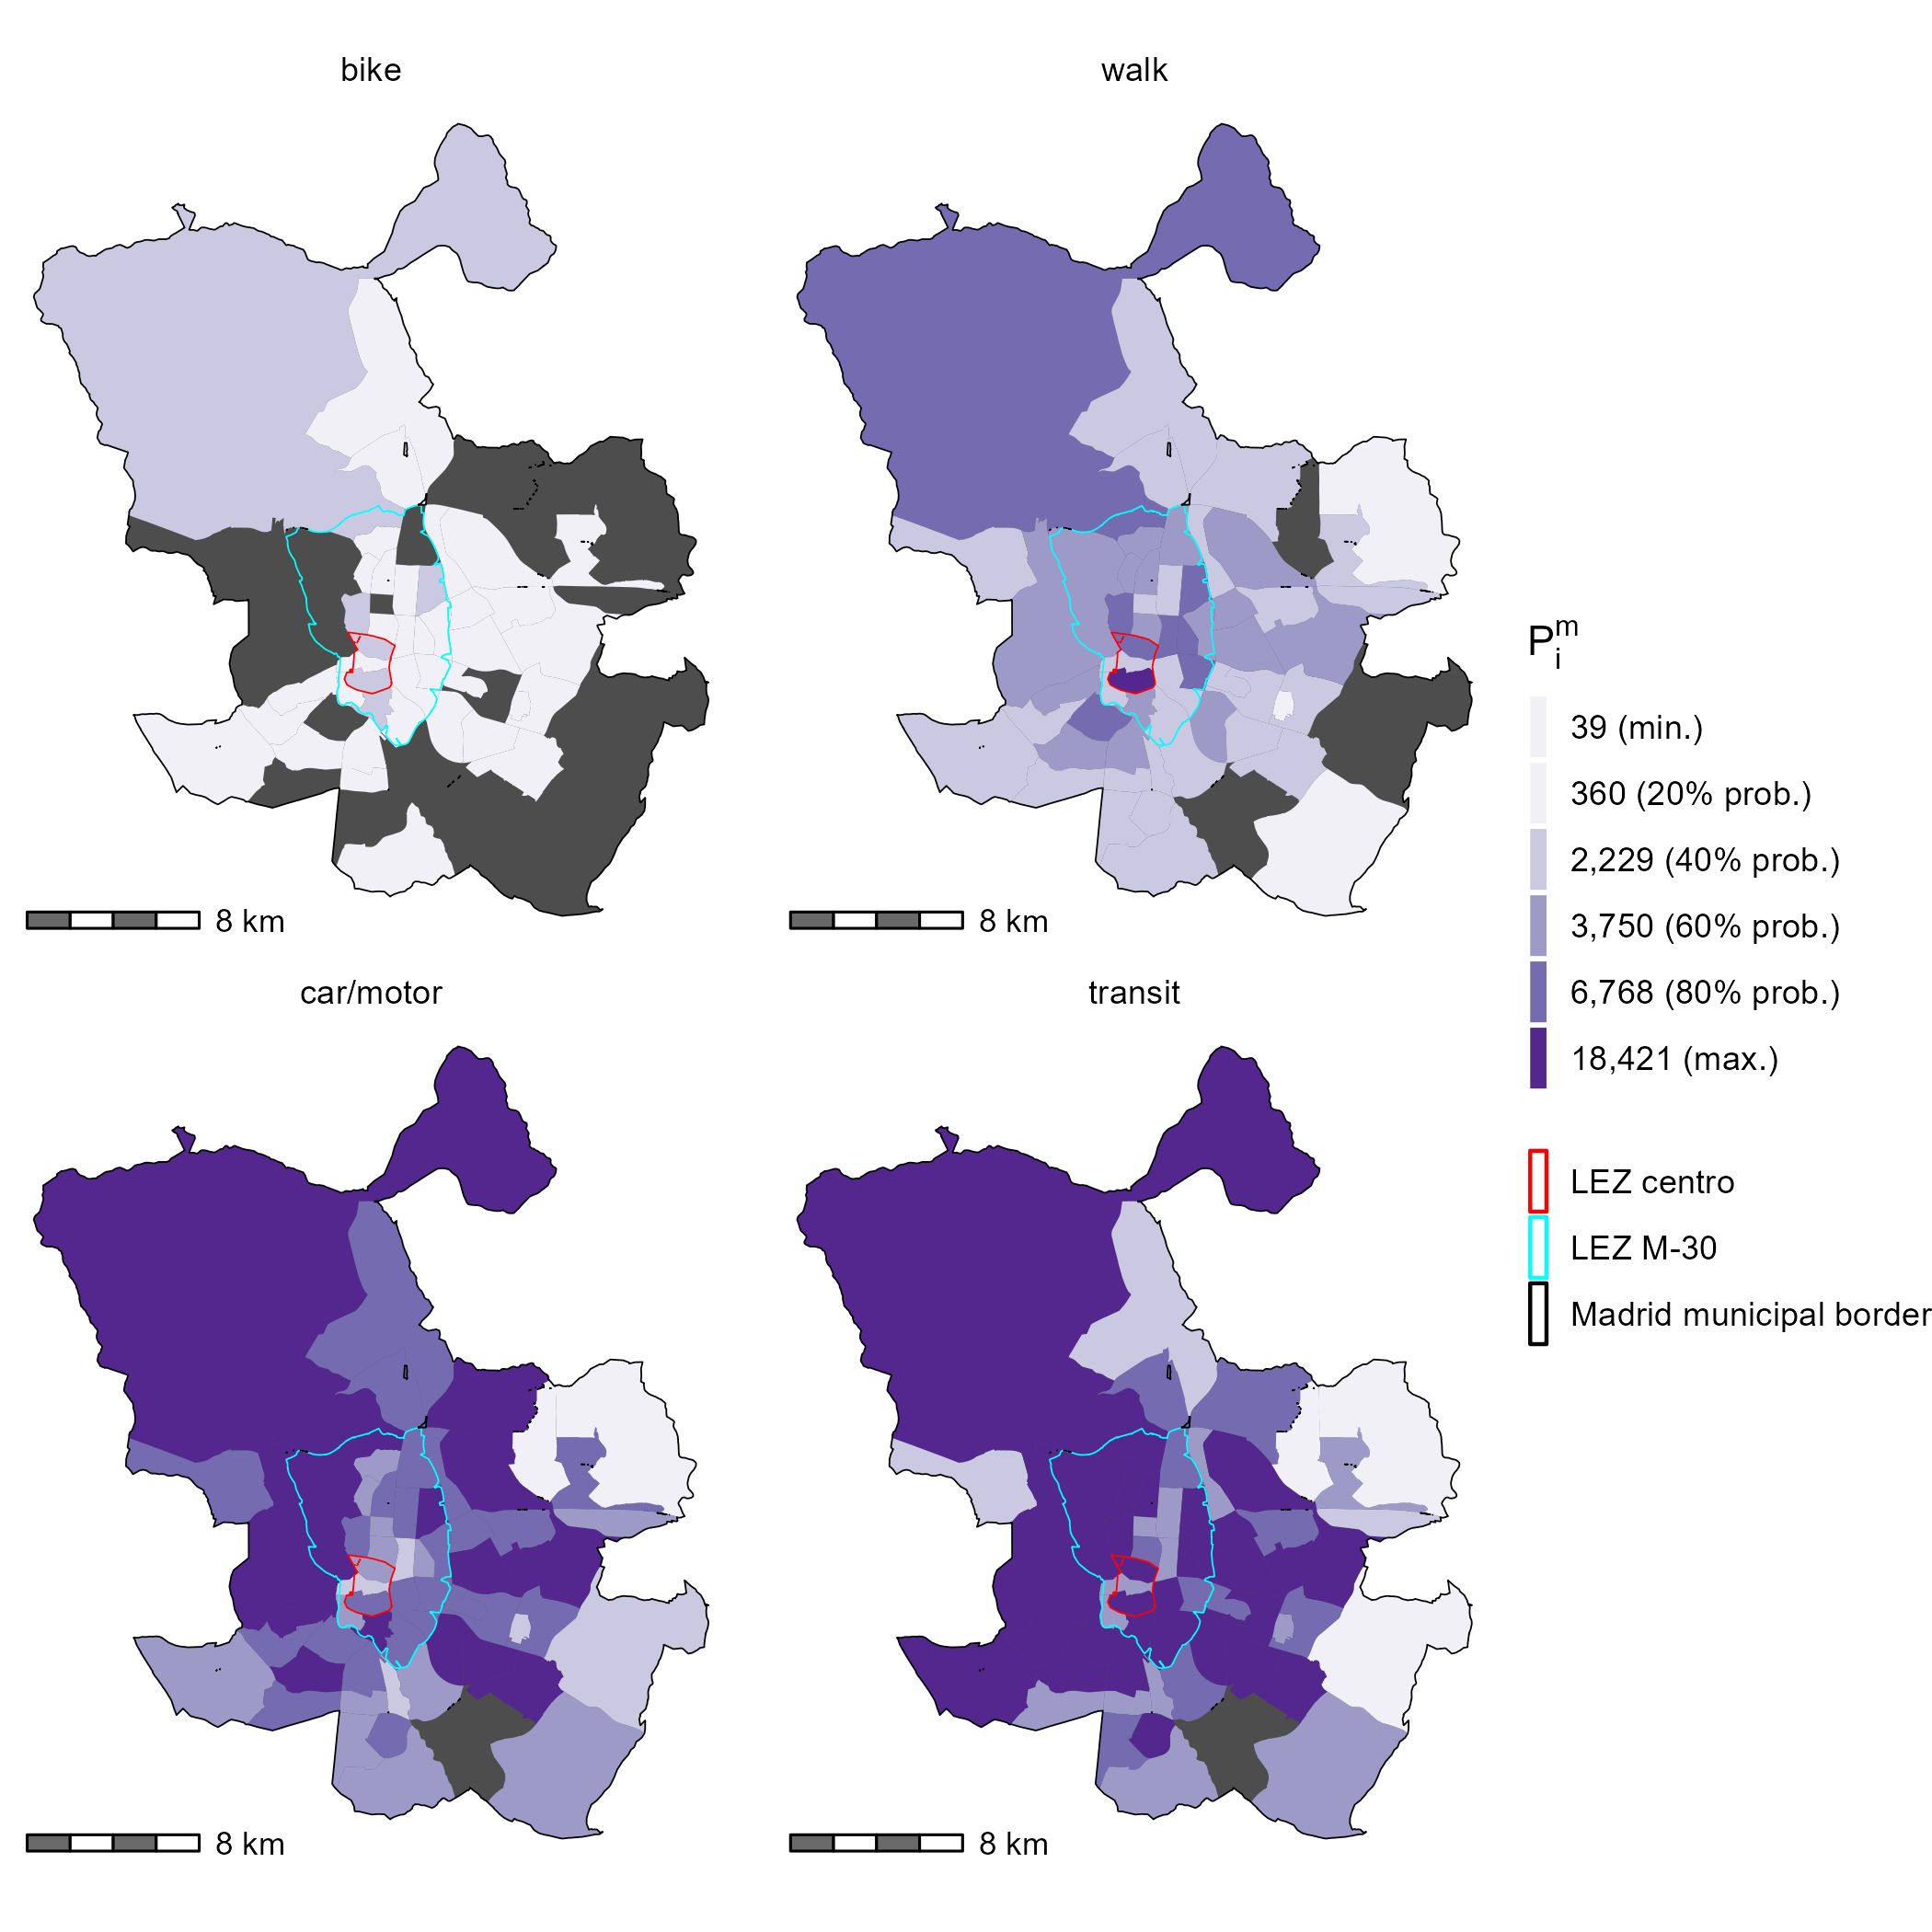 bike
walk
8 km
8 km
car/motor
transit
8 km
8 km
P_i^m
39 (min.)
360 (20% prob.)
2,229 (40% prob.)
3,750 (60% prob.)
6,768 (80% prob.)
18,421 (max.)
LEZ centro
LEZ M-30
Madrid municipal border